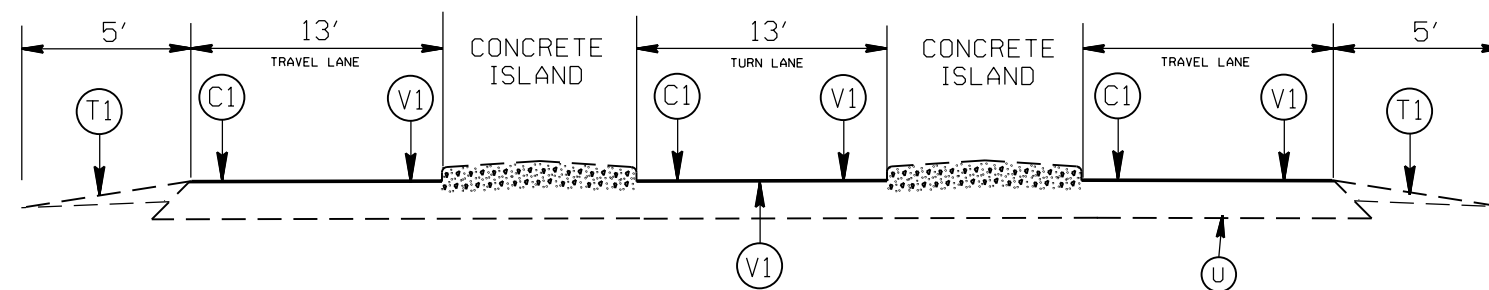 5' 13' 13' 5'
CONCRETE CONCRETE
TRAVEL LANE TURN LANE TRAVEL LANE
ISLAND ISLAND
C1 V1 C1 V1 C1 V1
T1 T1
V1 U